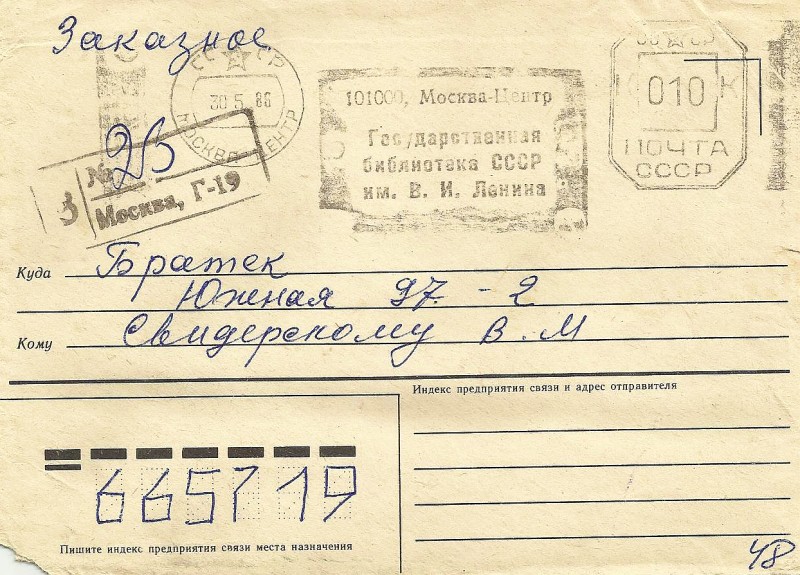 Заказное
СССР
30 5 86
МОСКВА ЦЕНТР
101000, Москва-Центр
Государственная
библиотека СССР
им. В. И. Ленина
010
ПОЧТА
СССР
З
№ 2/3
Москва, Г-19
Куда Братск
Южная 97 - 2
Кому Свидерскому В. М
Индекс предприятия связи и адрес отправителя
665719
Пишите индекс предприятия связи места назначения
48